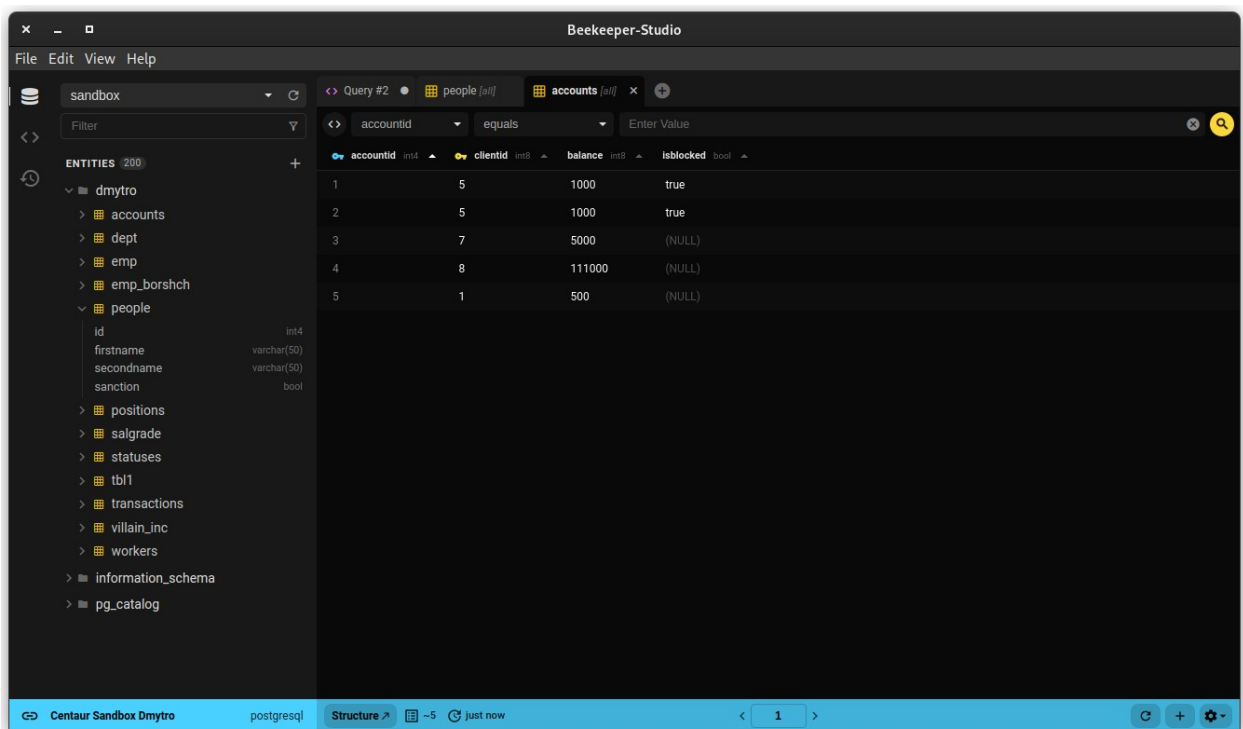 Beekeeper-Studio
File Edit View Help
sandbox
Filter
ENTITIES 200
dmytro
accounts
dept
emp
emp_borshch
people
id int4
firstname varchar(50)
secondname varchar(50)
sanction bool
positions
salgrade
statuses
tbl1
transactions
villain_inc
workers
information_schema
pg_catalog
Centaur Sandbox Dmytro postgresql
Query #2 people [all] accounts [all]
accountid equals Enter Value
accountid int4 clientid int8 balance int8 isblocked bool
1 5 1000 true
2 5 1000 true
3 7 5000 (NULL)
4 8 111000 (NULL)
5 1 500 (NULL)
Structure ~5 just now 1